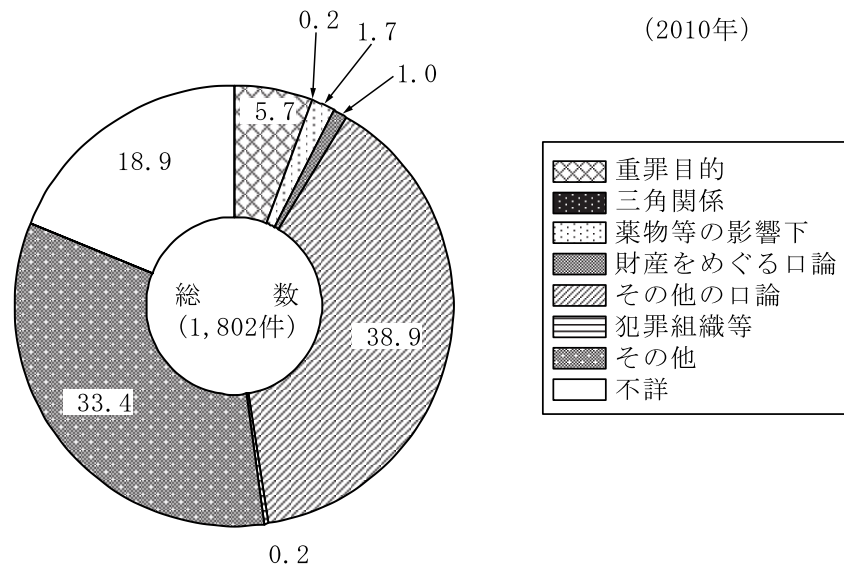 (2010年)
0.2
1.7
1.0
5.7
18.9
38.9
33.4
0.2
総 数
(1,802件)
重罪目的
三角関係
薬物等の影響下
財産をめぐる口論
その他の口論
犯罪組織等
その他
不詳